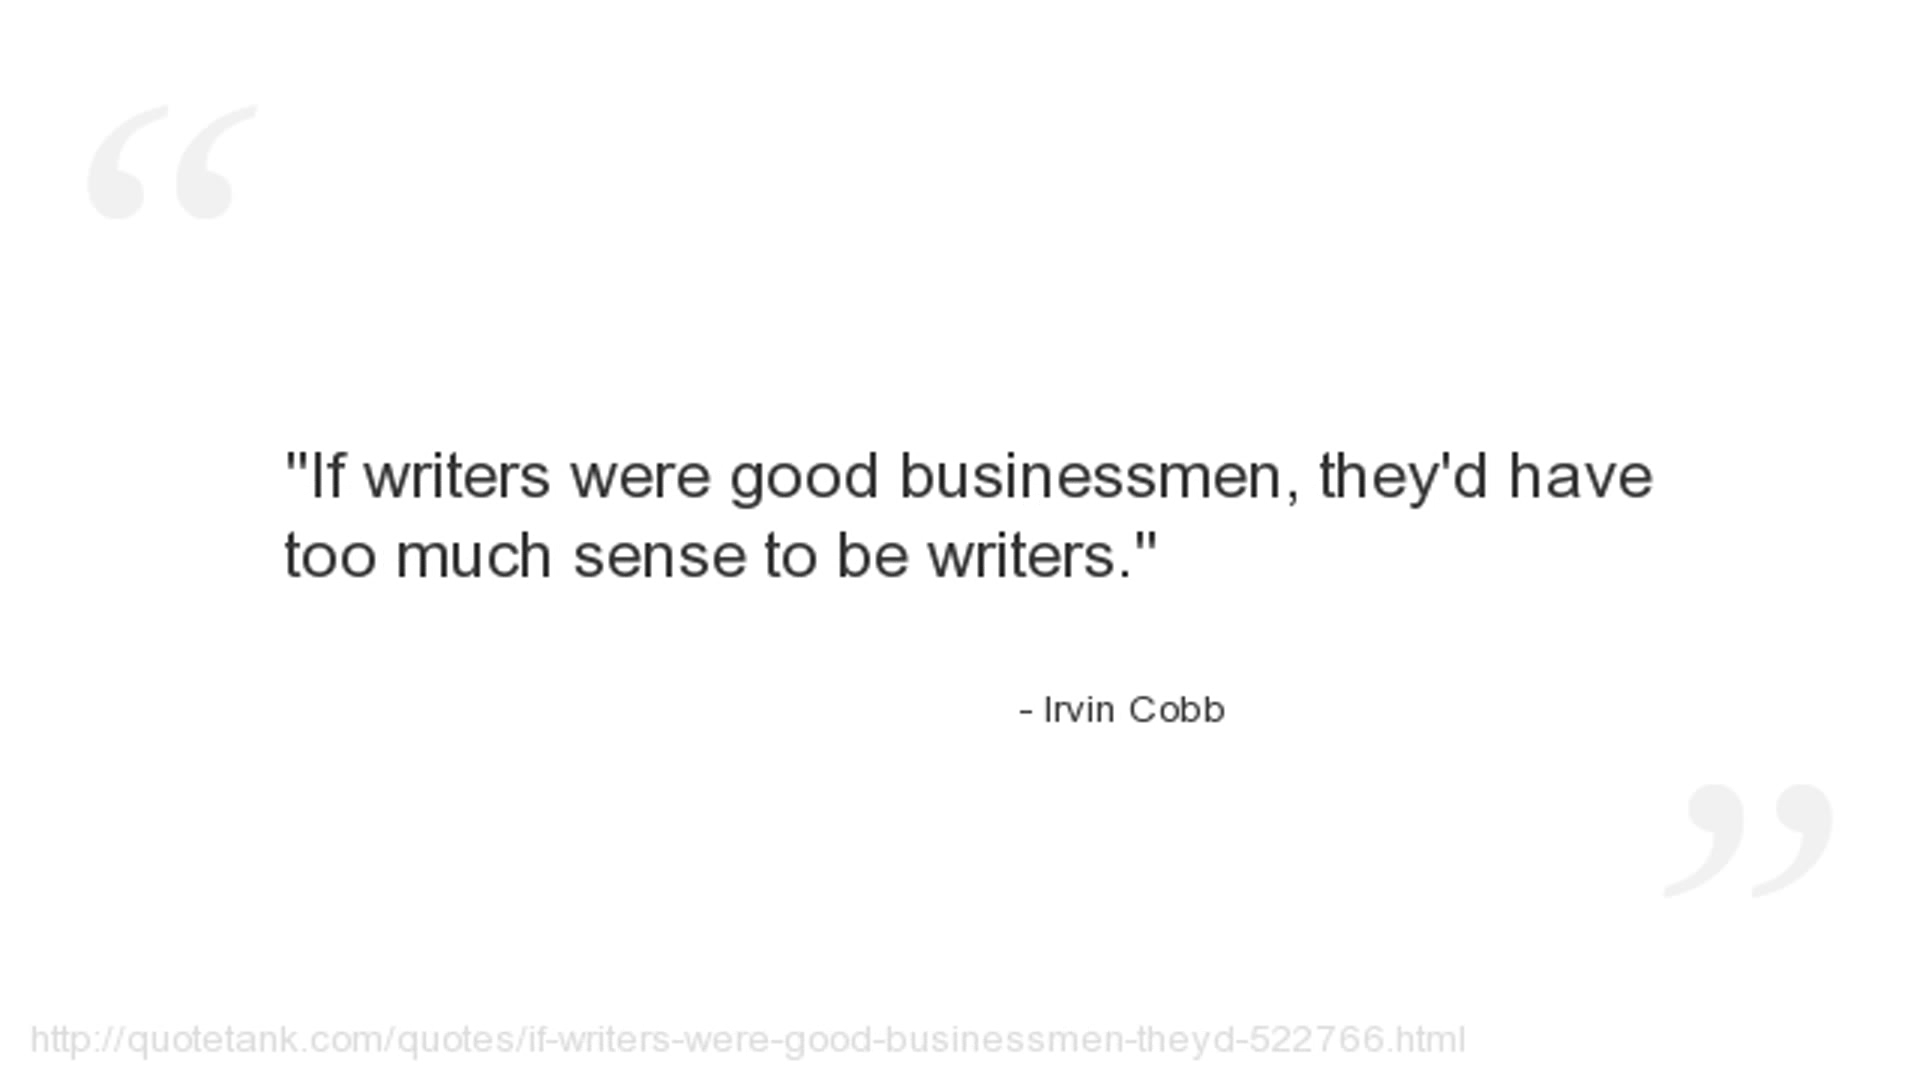 "If writers were good businessmen, they'd have
too much sense to be writers."
- Irvin Cobb
http://quotetank.com/quotes/if-writers-were-good-businessmen-theyd-522766.html